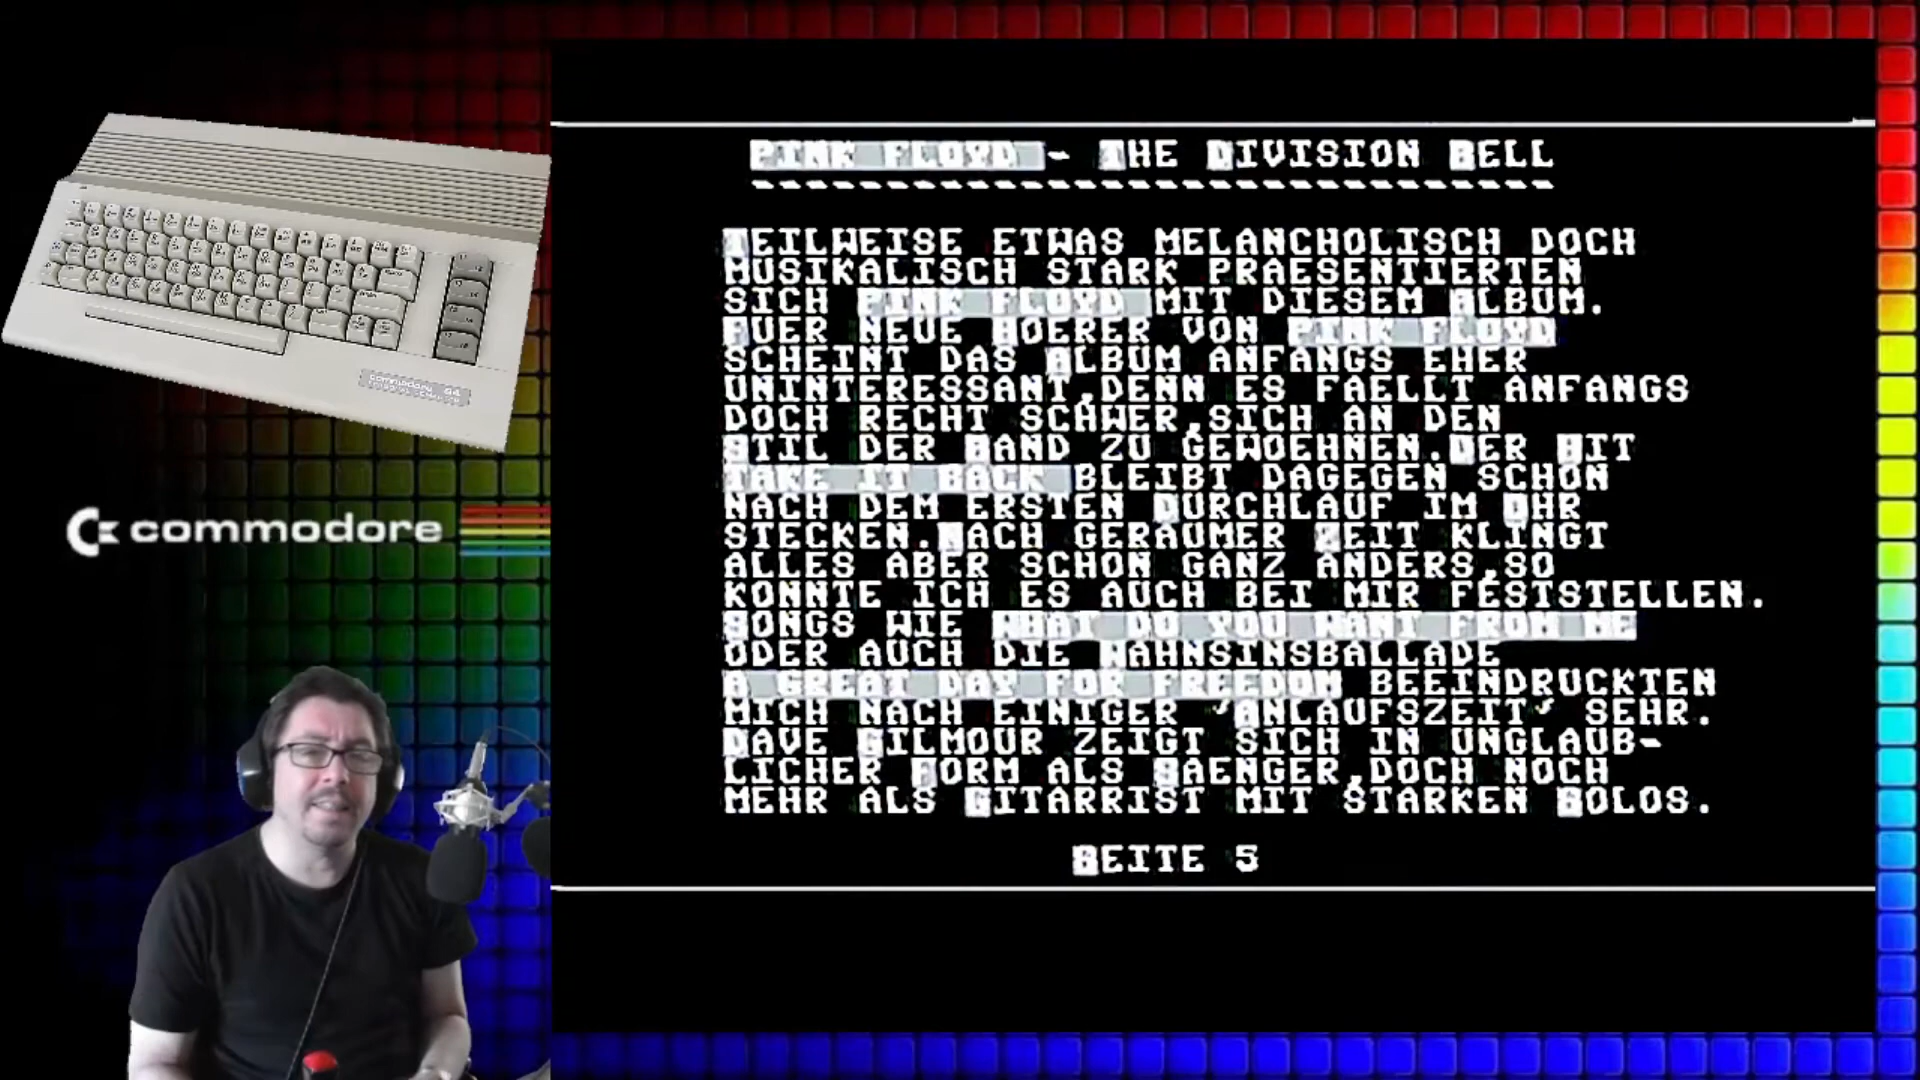 PINK FLOYD - THE DIVISION BELL
------------------------------
TEILWEISE ETWAS MELANCHOLISCH DOCH
MUSIKALISCH STARK PRAESENTIERTEN
SICH PINK FLOYD MIT DIESEM ALBUM.
FUER NEUE HOERER VON PINK FLOYD
SCHEINT DAS ALBUM ANFANGS EHER
UNINTERESSANT,DENN ES FAELLT ANFANGS
DOCH RECHT SCHWER,SICH AN DEN
STIL DER BAND ZU GEWOEHNEN.DER HIT
TAKE IT BACK BLEIBT DAGEGEN SCHON
NACH DEM ERSTEN DURCHLAUF IM OHR
STECKEN.NACH GERAUMER ZEIT KLINGT
ALLES ABER SCHON GANZ ANDERS,SO
KONNTE ICH ES AUCH BEI MIR FESTSTELLEN.
SONGS WIE WHAT DO YOU WANT FROM ME
ODER AUCH DIE WAHNSINSBALLADE
A GREAT DAY FOR FREEDOM BEEINDRUCKTEN
MICH NACH EINIGER 'ANLAUFSZEIT' SEHR.
DAVE GILMOUR ZEIGT SICH IN UNGLAUB-
LICHER FORM ALS SAENGER,DOCH NOCH
MEHR ALS GITARRIST MIT STARKEN SOLOS.
SEITE 5
commodore 64
commodore